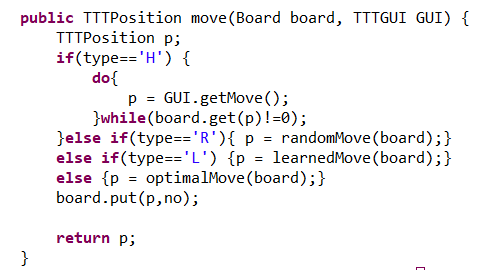 public TTTPosition move(Board board, TTTGUI GUI) {
    TTTPosition p;
    if(type=='H') {
        do{
            p = GUI.getMove();
        }while(board.get(p)!=0);
    }else if(type=='R'){ p = randomMove(board);}
    else if(type=='L') {p = learnedMove(board);}
    else {p = optimalMove(board);}
    board.put(p,no);

    return p;
}